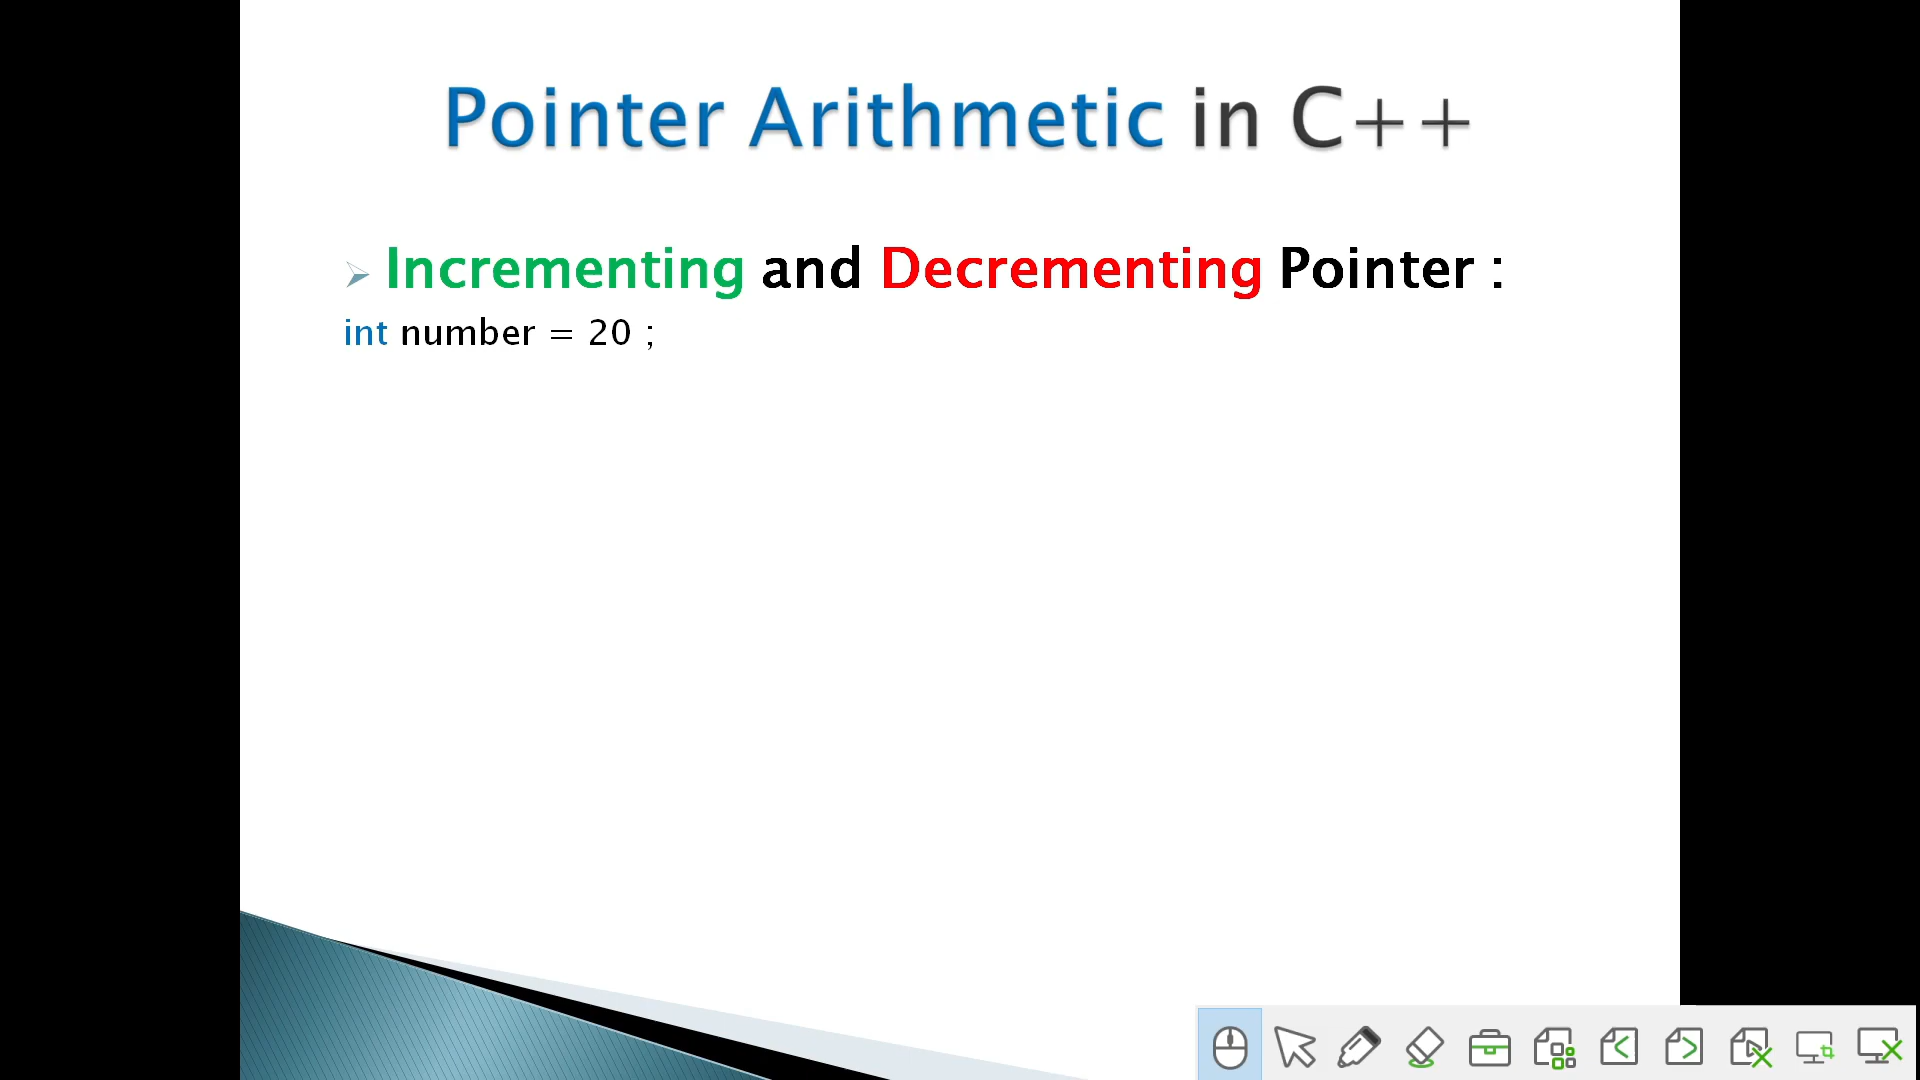 Pointer Arithmetic in C++
Incrementing and Decrementing Pointer :
int number = 20 ;